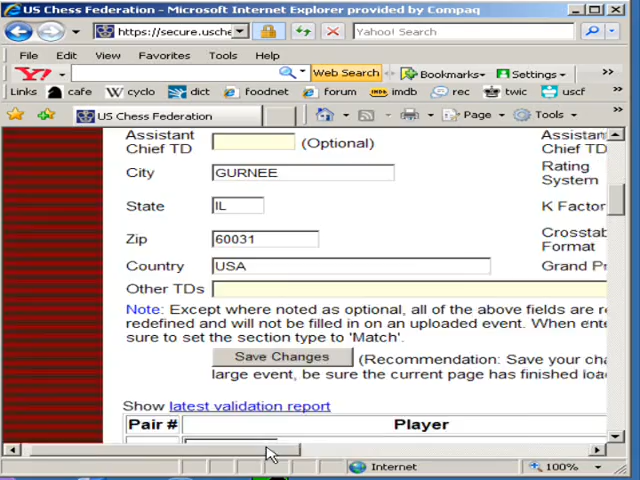 US Chess Federation - Microsoft Internet Explorer provided by Compaq
https://secure.usche
Yahoo! Search
File Edit View Favorites Tools Help
Y! Web Search Bookmarks Settings >>
Links cafe cyclo dict foodnet forum imdb rec twic uscf
US Chess Federation Page Tools >>
Assistant
Chief TD (Optional)
Assistan
Chief TD
City GURNEE
Rating
System
State IL
K Factor
Zip 60031
Crosstab
Format
Country USA
Grand Pr
Other TDs
Note: Except where noted as optional, all of the above fields are re
redefined and will not be filled in on an uploaded event. When ente
sure to set the section type to 'Match'.
Save Changes (Recommendation: Save your cha
large event, be sure the current page has finished loa
Show latest validation report
Pair # Player
Internet 100%